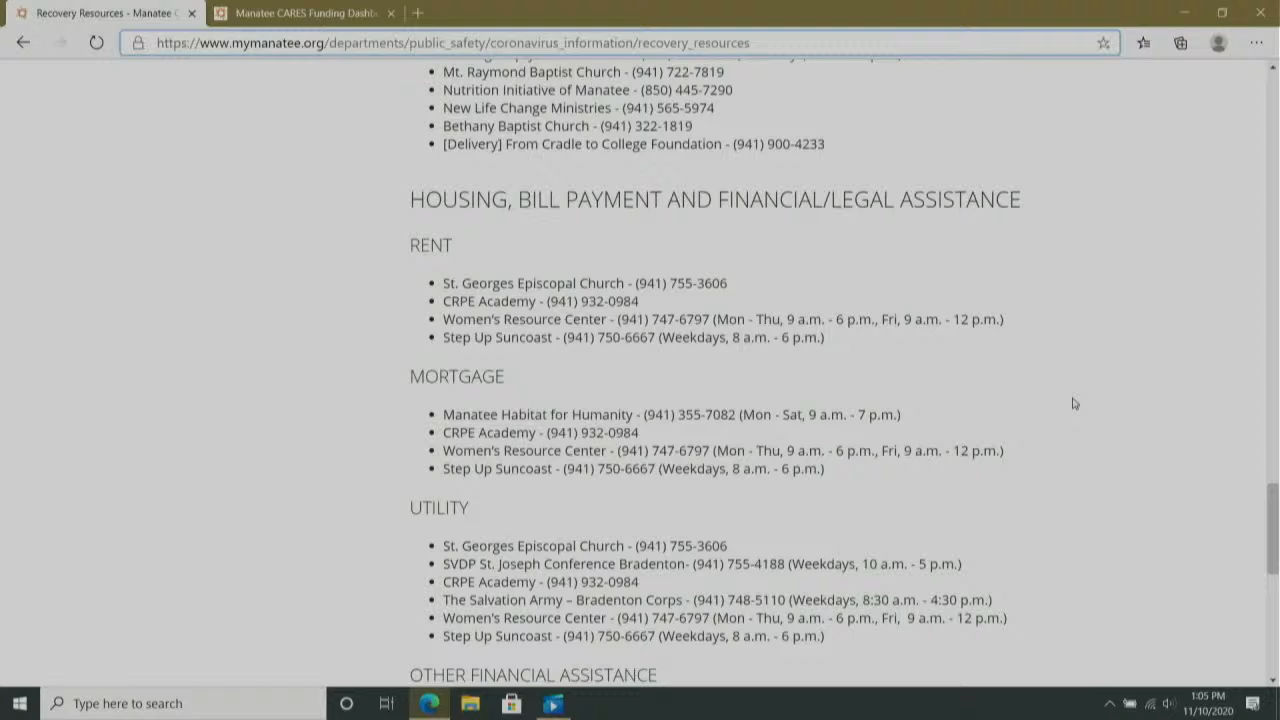 Recovery Resources - Manatee C
Manatee CARES Funding Dashb
https://www.mymanatee.org/departments/public_safety/coronavirus_information/recovery_resources
• Mt. Raymond Baptist Church - (941) 722-7819
• Nutrition Initiative of Manatee - (850) 445-7290
• New Life Change Ministries - (941) 565-5974
• Bethany Baptist Church - (941) 322-1819
• [Delivery] From Cradle to College Foundation - (941) 900-4233
HOUSING, BILL PAYMENT AND FINANCIAL/LEGAL ASSISTANCE
RENT
• St. Georges Episcopal Church - (941) 755-3606
• CRPE Academy - (941) 932-0984
• Women's Resource Center - (941) 747-6797 (Mon - Thu, 9 a.m. - 6 p.m., Fri, 9 a.m. - 12 p.m.)
• Step Up Suncoast - (941) 750-6667 (Weekdays, 8 a.m. - 6 p.m.)
MORTGAGE
• Manatee Habitat for Humanity - (941) 355-7082 (Mon - Sat, 9 a.m. - 7 p.m.)
• CRPE Academy - (941) 932-0984
• Women's Resource Center - (941) 747-6797 (Mon - Thu, 9 a.m. - 6 p.m., Fri, 9 a.m. - 12 p.m.)
• Step Up Suncoast - (941) 750-6667 (Weekdays, 8 a.m. - 6 p.m.)
UTILITY
• St. Georges Episcopal Church - (941) 755-3606
• SVDP St. Joseph Conference Bradenton- (941) 755-4188 (Weekdays, 10 a.m. - 5 p.m.)
• CRPE Academy - (941) 932-0984
• The Salvation Army – Bradenton Corps - (941) 748-5110 (Weekdays, 8:30 a.m. - 4:30 p.m.)
• Women's Resource Center - (941) 747-6797 (Mon - Thu, 9 a.m. - 6 p.m., Fri,  9 a.m. - 12 p.m.)
• Step Up Suncoast - (941) 750-6667 (Weekdays, 8 a.m. - 6 p.m.)
OTHER FINANCIAL ASSISTANCE
Type here to search
1:05 PM
11/10/2020